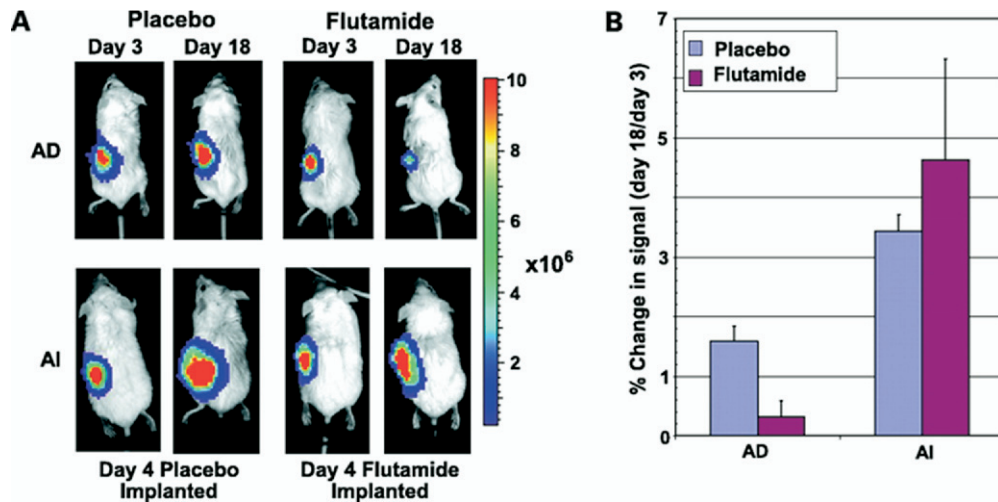 A
Placebo
Flutamide
Day 3 Day 18 Day 3 Day 18
AD
AI
10
8
6
x10⁶
4
2
Day 4 Placebo
Implanted
Day 4 Flutamide
Implanted
B
% Change in signal (day 18/day 3)
7
5
3
1
0
Placebo
Flutamide
AD
AI